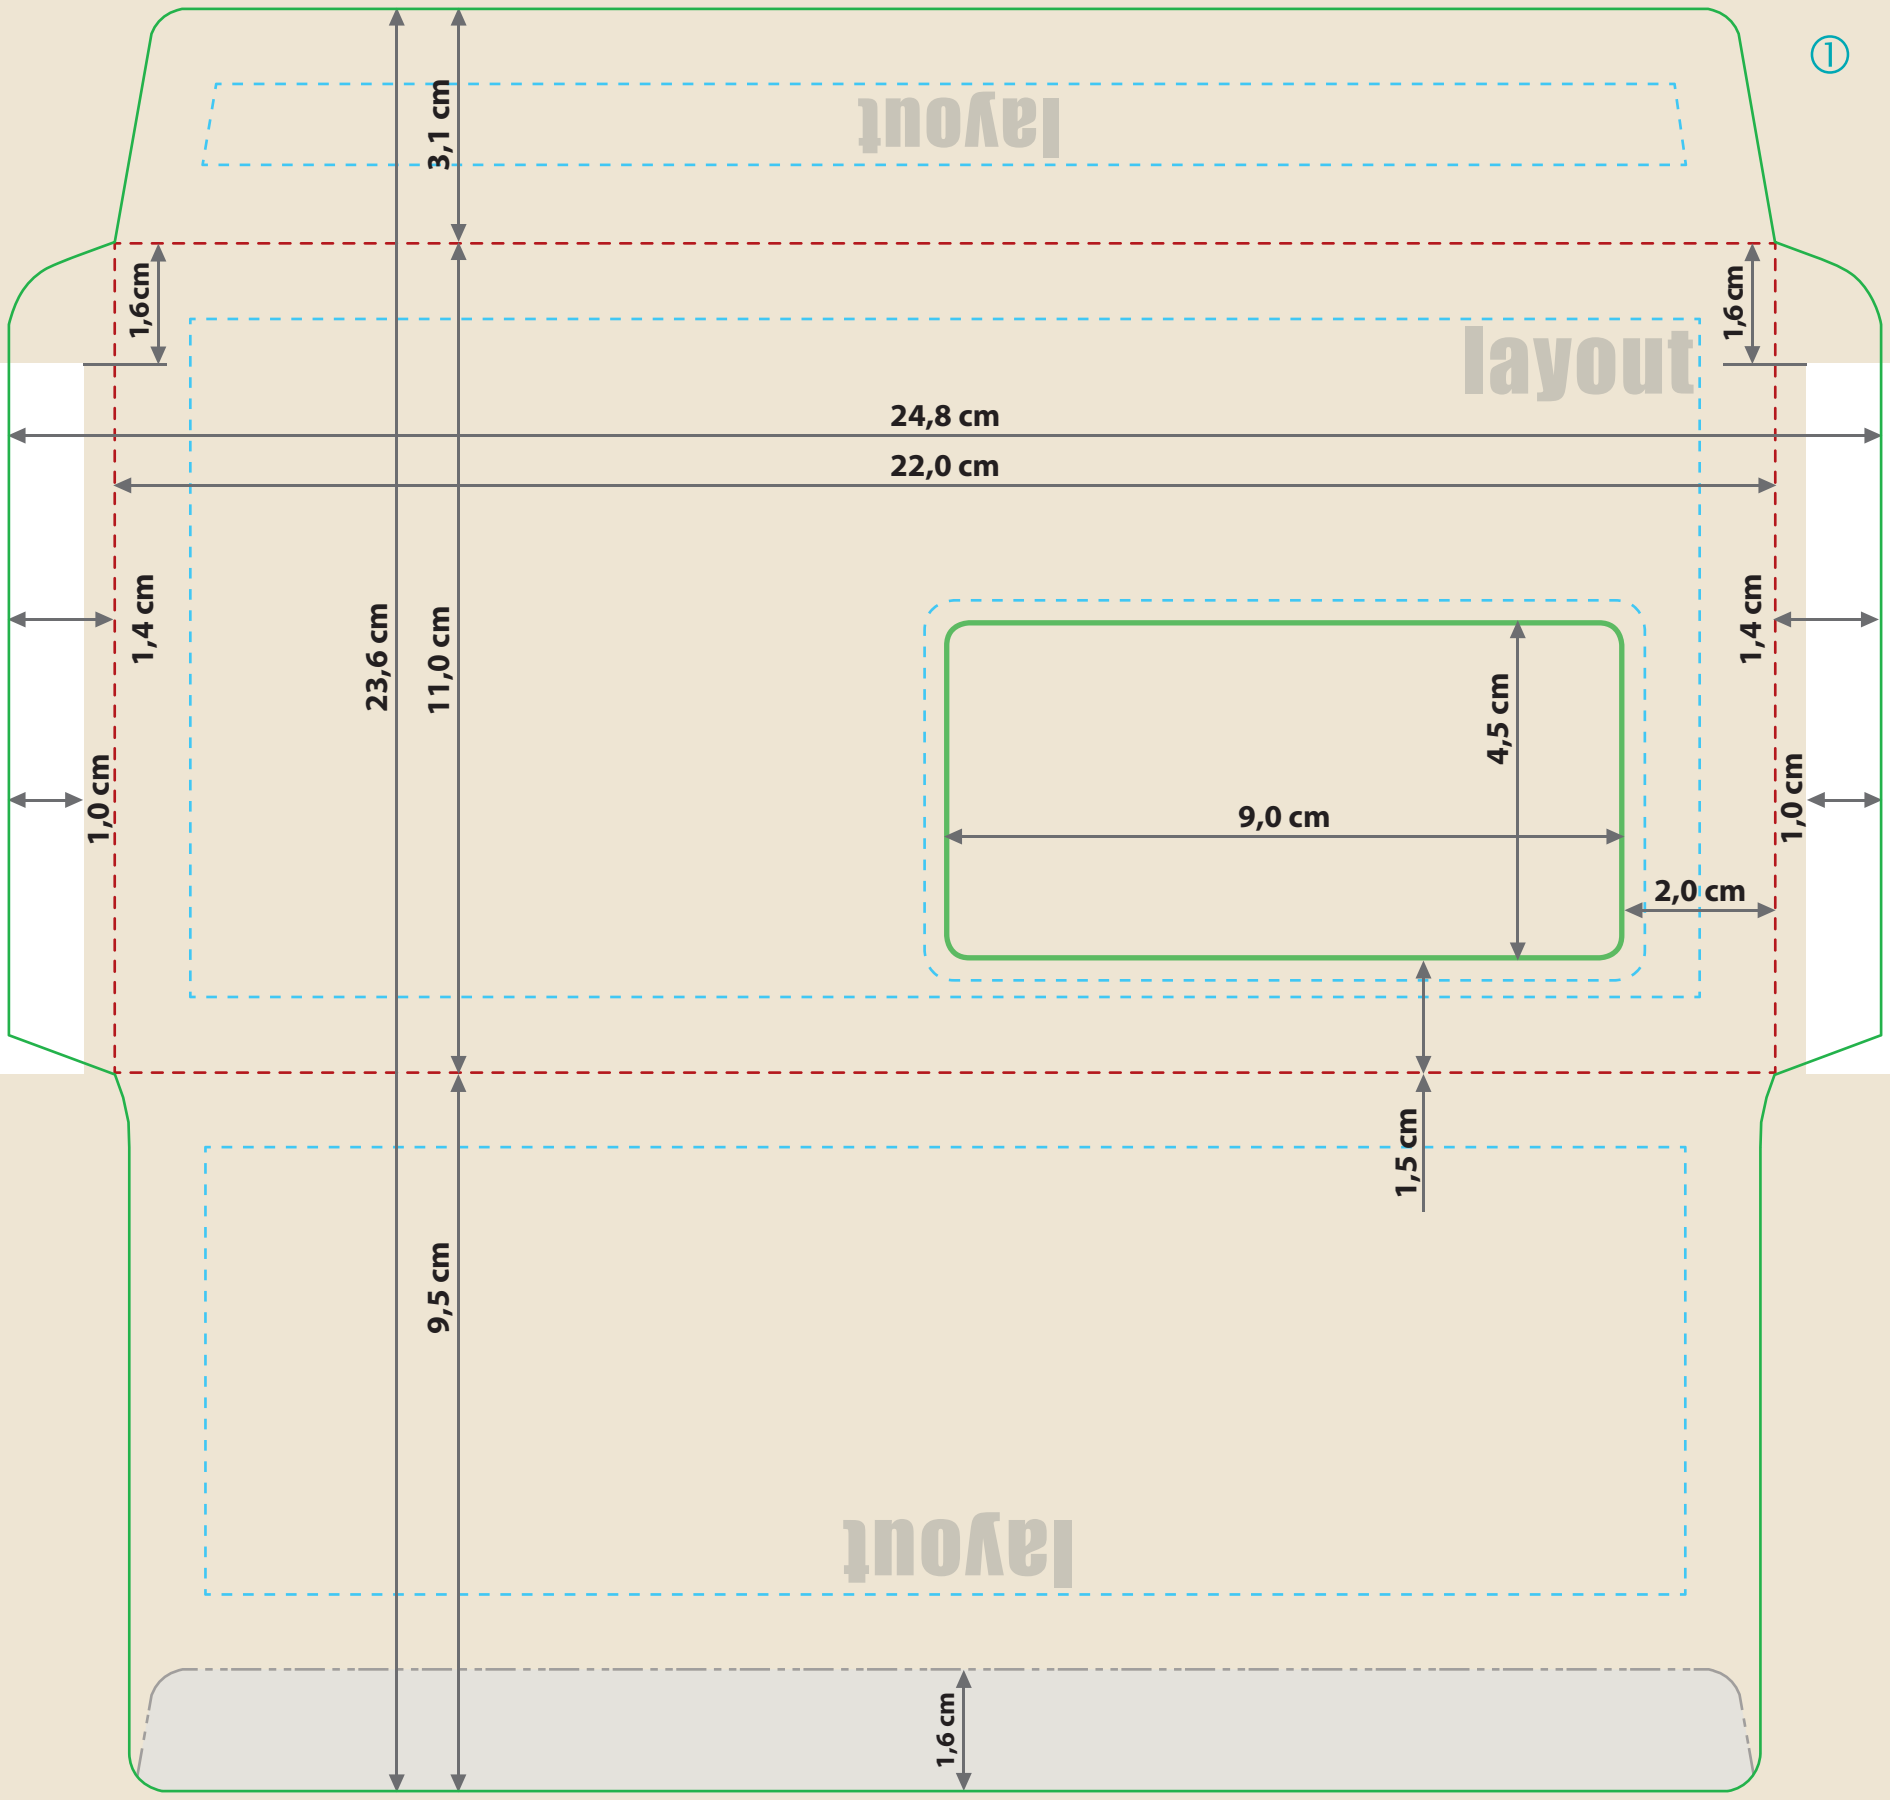 ①
layout
3,1 cm
1,6 cm
1,6 cm
layout
24,8 cm
22,0 cm
1,4 cm
23,6 cm
11,0 cm
1,4 cm
4,5 cm
1,0 cm
9,0 cm
1,0 cm
2,0 cm
1,5 cm
9,5 cm
layout
1,6 cm